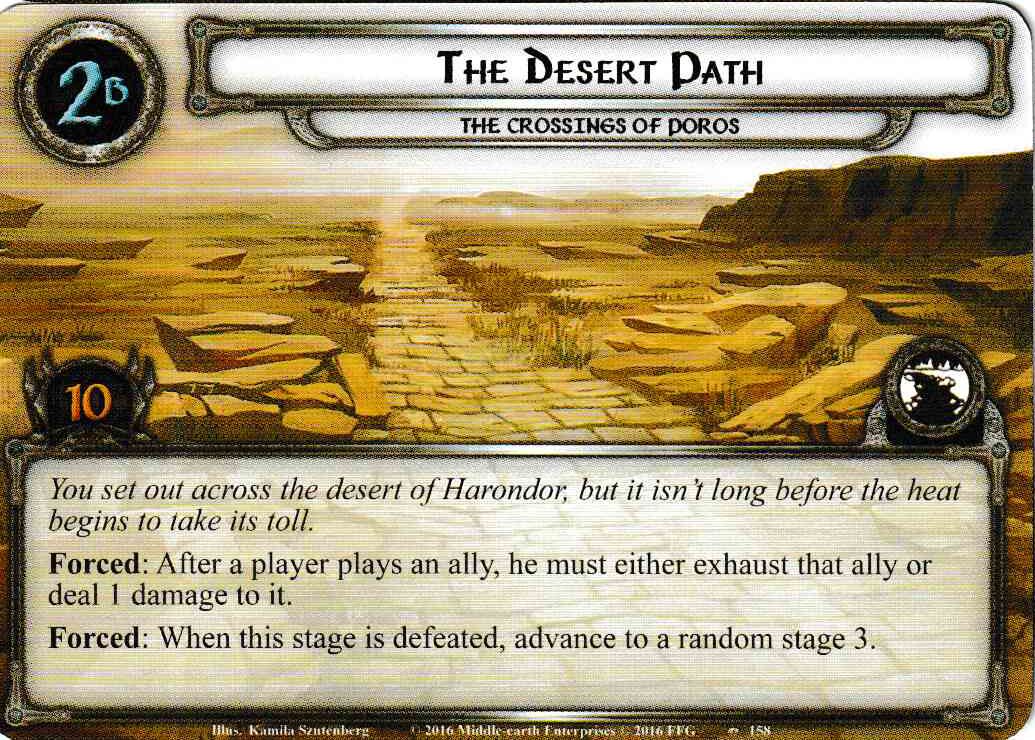 2B
THE DESERT PATH
THE CROSSINGS OF POROS
10
You set out across the desert of Harondor, but it isn't long before the heat
begins to take its toll.
Forced: After a player plays an ally, he must either exhaust that ally or
deal 1 damage to it.
Forced: When this stage is defeated, advance to a random stage 3.
Illus. Kamila Szutenberg © 2016 Middle-earth Enterprises © 2016 FFG 158